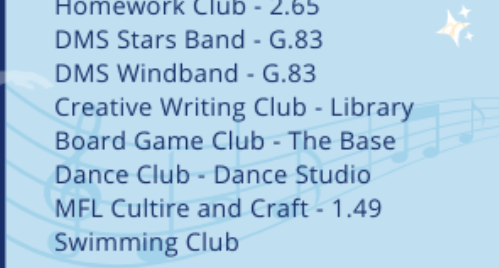 Homework Club - 2.65
DMS Stars Band - G.83
DMS Windband - G.83
Creative Writing Club - Library
Board Game Club - The Base
Dance Club - Dance Studio
MFL Cultire and Craft - 1.49
Swimming Club